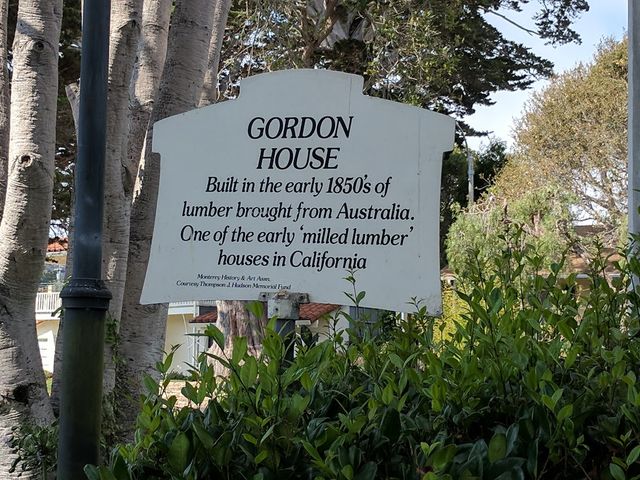 GORDON
HOUSE
Built in the early 1850's of
lumber brought from Australia.
One of the early 'milled lumber'
houses in California
Monterey History & Art Assn.
Courtesy Thompson J. Hudson Memorial Fund